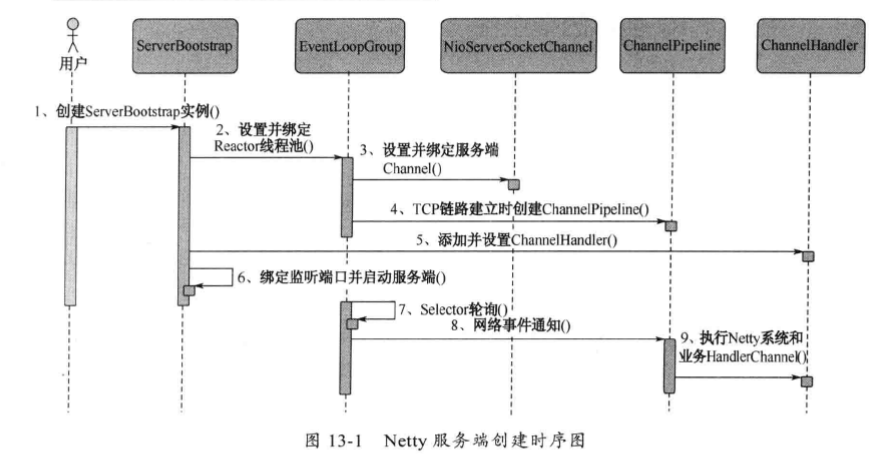 用户
ServerBootstrap
EventLoopGroup
NioServerSocketChannel
ChannelPipeline
ChannelHandler
1、创建ServerBootstrap实例()
2、设置并绑定
Reactor线程池()
3、设置并绑定服务端
Channel()
4、TCP链路建立时创建ChannelPipeline()
5、添加并设置ChannelHandler()
6、绑定监听端口并启动服务端()
7、Selector轮询()
8、网络事件通知()
9、执行Netty系统和
业务HandlerChannel()
图 13-1 Netty 服务端创建时序图